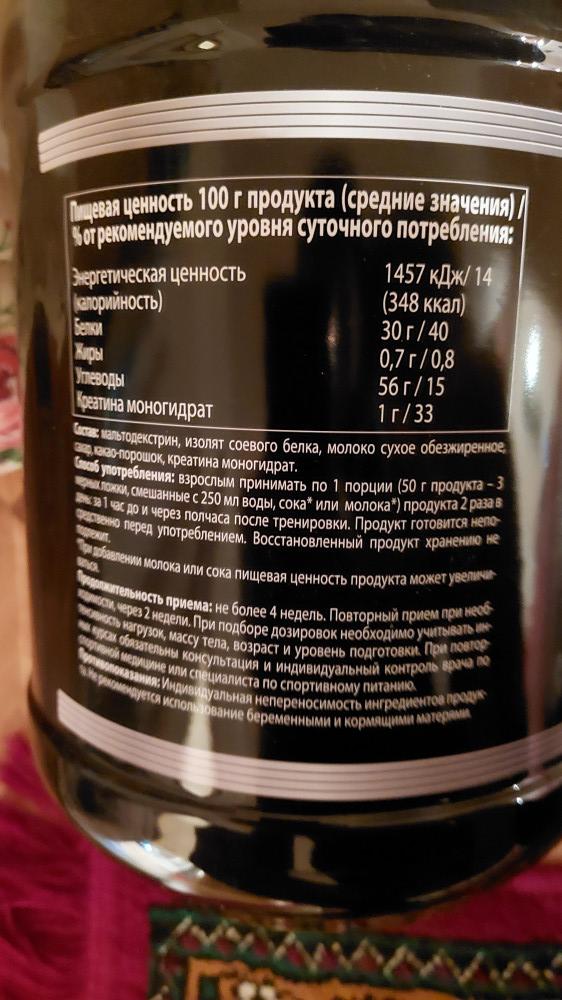 Пищевая ценность 100 г продукта (средние значения) /
% от рекомендуемого уровня суточного потребления:
Энергетическая ценность 1457 кДж/ 14
(калорийность) (348 ккал)
Белки 30 г / 40
Жиры 0,7 г / 0,8
Углеводы 56 г / 15
Креатина моногидрат 1 г / 33
Состав: мальтодекстрин, изолят соевого белка, молоко сухое обезжиренное,
сахар, какао-порошок, креатина моногидрат.
Способ употребления: взрослым принимать по 1 порции (50 г продукта – 3
мерных ложки, смешанные с 250 мл воды, сока* или молока*) продукта 2 раза в
день: за 1 час до и через полчаса после тренировки. Продукт готовится непо-
средственно перед употреблением. Восстановленный продукт хранению не
подлежит.
*При добавлении молока или сока пищевая ценность продукта может увеличи-
ваться.
Продолжительность приема: не более 4 недель. Повторный прием при необ-
ходимости, через 2 недели. При подборе дозировок необходимо учитывать ин-
тенсивность нагрузок, массу тела, возраст и уровень подготовки. При повтор-
ных курсах обязательны консультация и индивидуальный контроль врача по
спортивной медицине или специалиста по спортивному питанию.
Противопоказания: Индивидуальная непереносимость ингредиентов продук-
та. Не рекомендуется использование беременными и кормящими матерями.